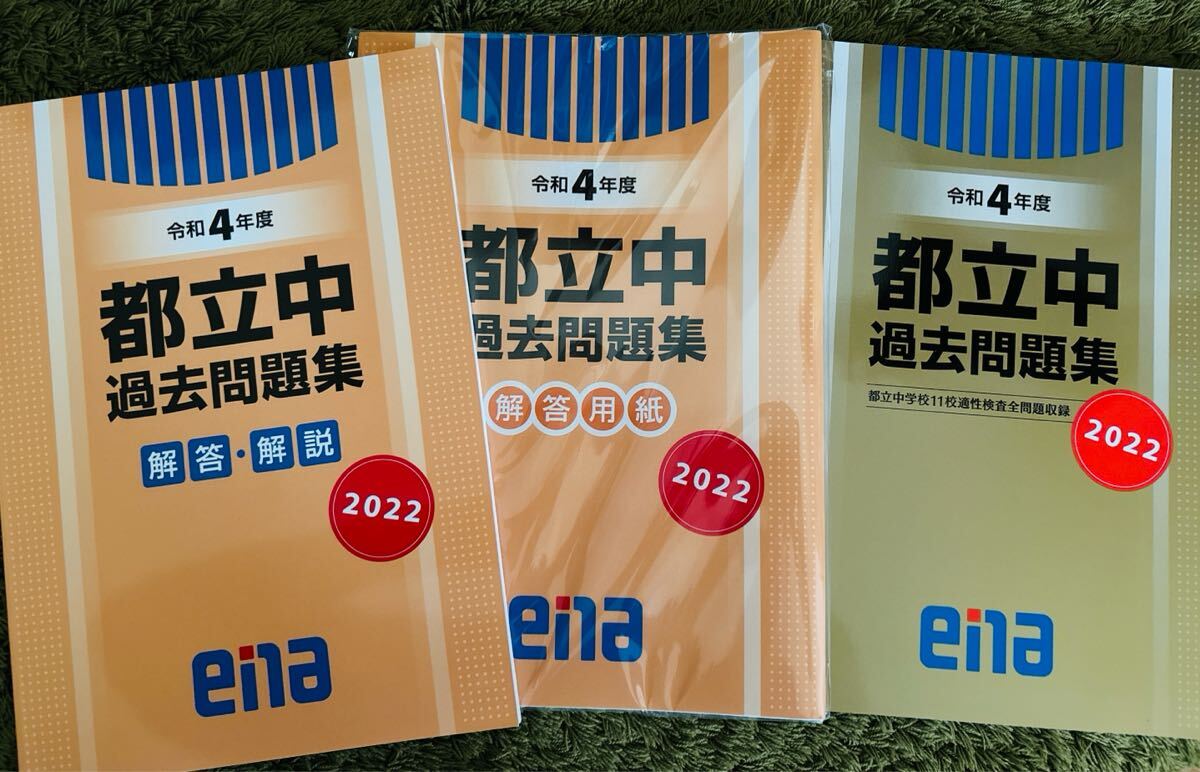 令和4年度
都立中
過去問題集
解答・解説
2022
ena
令和4年度
都立中
過去問題集
解答用紙
2022
ena
令和4年度
都立中
過去問題集
都立中学校11校適性検査全問題収録
2022
ena